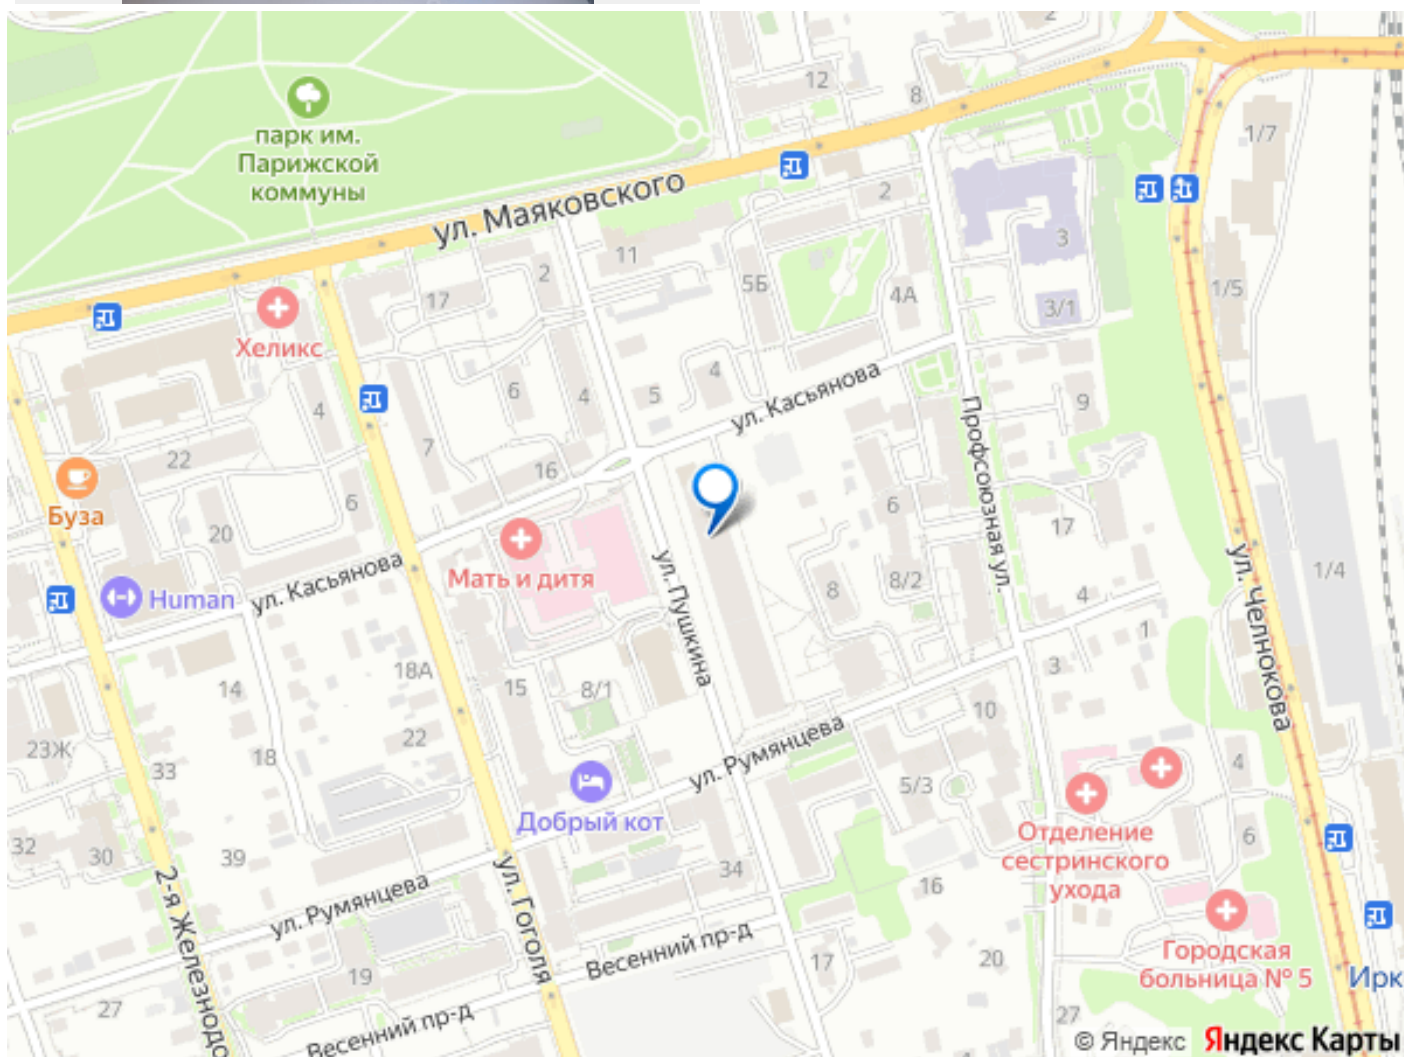 2
12
8
1/7
парк им.
Парижской
коммуны
ул. Маяковского
2
3
11
2
5Б
4А
3/1
1/5
17
Хеликс
4
6
4
5
4
ул. Касьянова
9
Профсоюзная ул.
7
22
16
6
Буза
20
6
17
Мать и дитя
ул. Пушкина
8/2
8
1/4
ул. Челнокова
Human
ул. Касьянова
4
1
3
18А
14
15
8/1
10
22
ул. Румянцева
23Ж
18
33
5/3
4
Добрый кот
Отделение
сестринского
ухода
6
32
30
39
34
16
2-я Железнодо
ул. Румянцева
ул. Гоголя
Весенний пр-д
Городская
больница № 5
19
17
20
Ирк
27
27
Весенний пр-д
© Яндекс Яндекс Карты